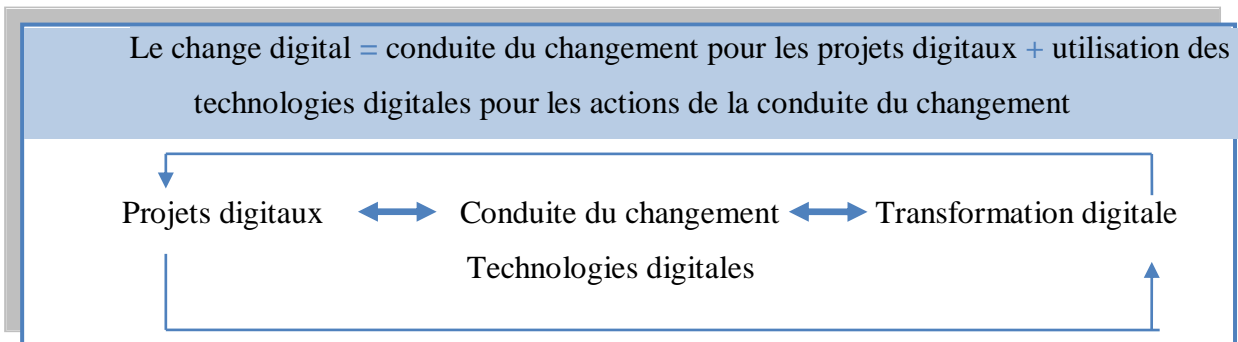 Le change digital = conduite du changement pour les projets digitaux + utilisation des
technologies digitales pour les actions de la conduite du changement
Projets digitaux Conduite du changement Transformation digitale
Technologies digitales